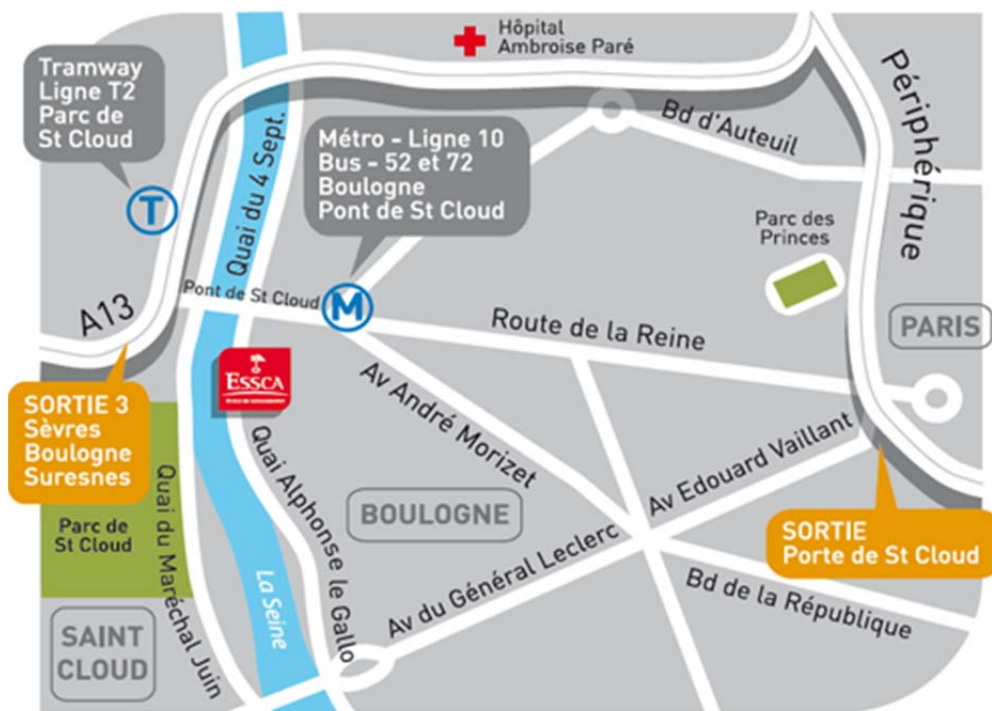 Hôpital
Ambroise Paré
Tramway
Ligne T2
Parc de
St Cloud
T
Métro - Ligne 10
Bus - 52 et 72
Boulogne
Pont de St Cloud
M
Quai du 4 Sept.
Bd d'Auteuil
Périphérique
Parc des
Princes
Pont de St Cloud
A13
Route de la Reine
PARIS
ESSCA
SORTIE 3
Sèvres
Boulogne
Suresnes
Av André Morizet
Av Edouard Vaillant
Quai Alphonse le Gallo
Quai du Maréchal Juin
BOULOGNE
Parc de
St Cloud
La Seine
Av du Général Leclerc
SORTIE
Porte de St Cloud
Bd de la République
SAINT
CLOUD